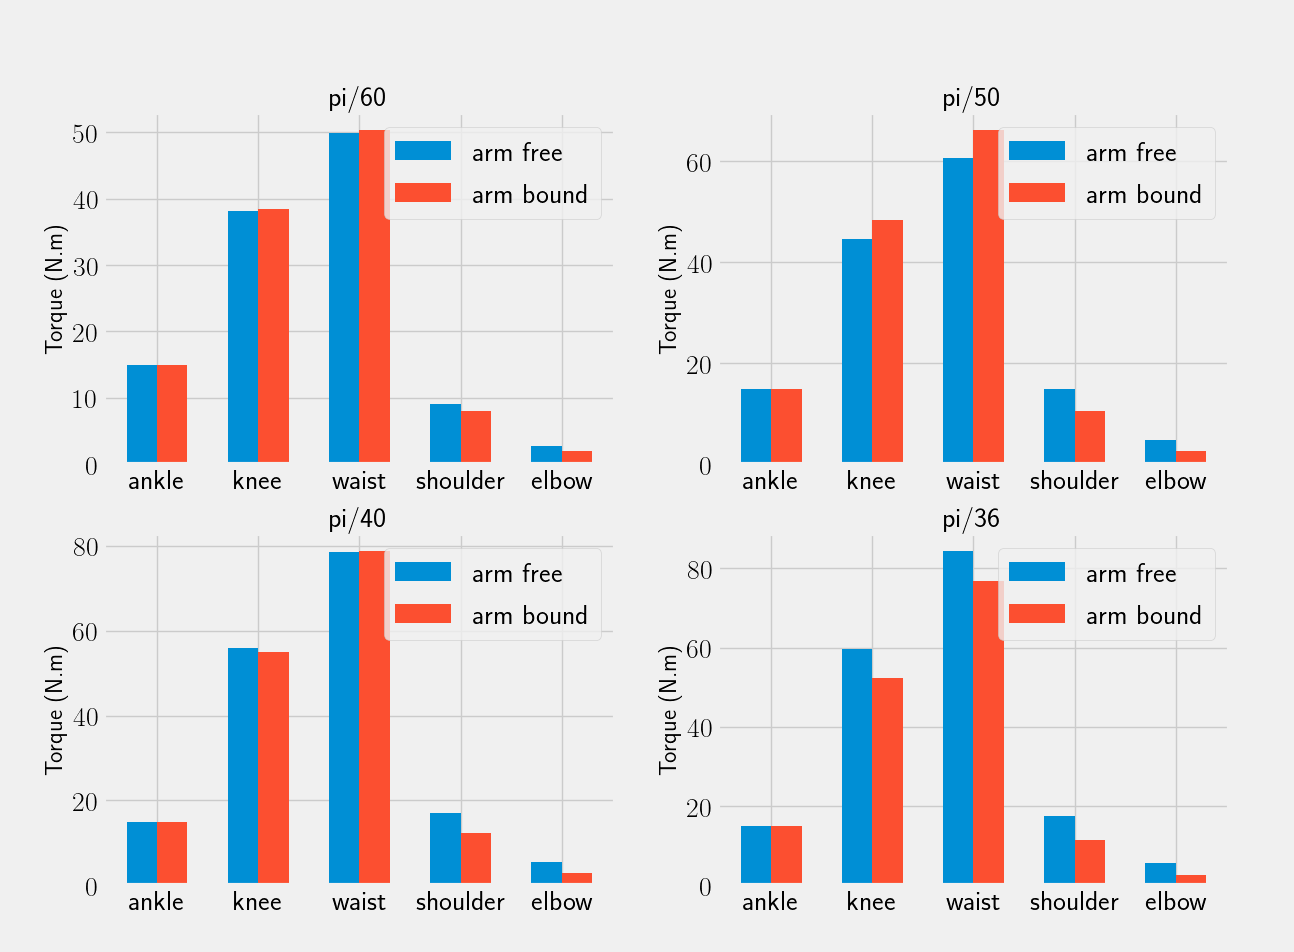 pi/60
50
40
30
20
10
0
Torque (N.m)
arm free
arm bound
ankle knee waist shoulder elbow
pi/50
60
40
20
0
Torque (N.m)
arm free
arm bound
ankle knee waist shoulder elbow
pi/40
80
60
40
20
0
Torque (N.m)
arm free
arm bound
ankle knee waist shoulder elbow
pi/36
80
60
40
20
0
Torque (N.m)
arm free
arm bound
ankle knee waist shoulder elbow